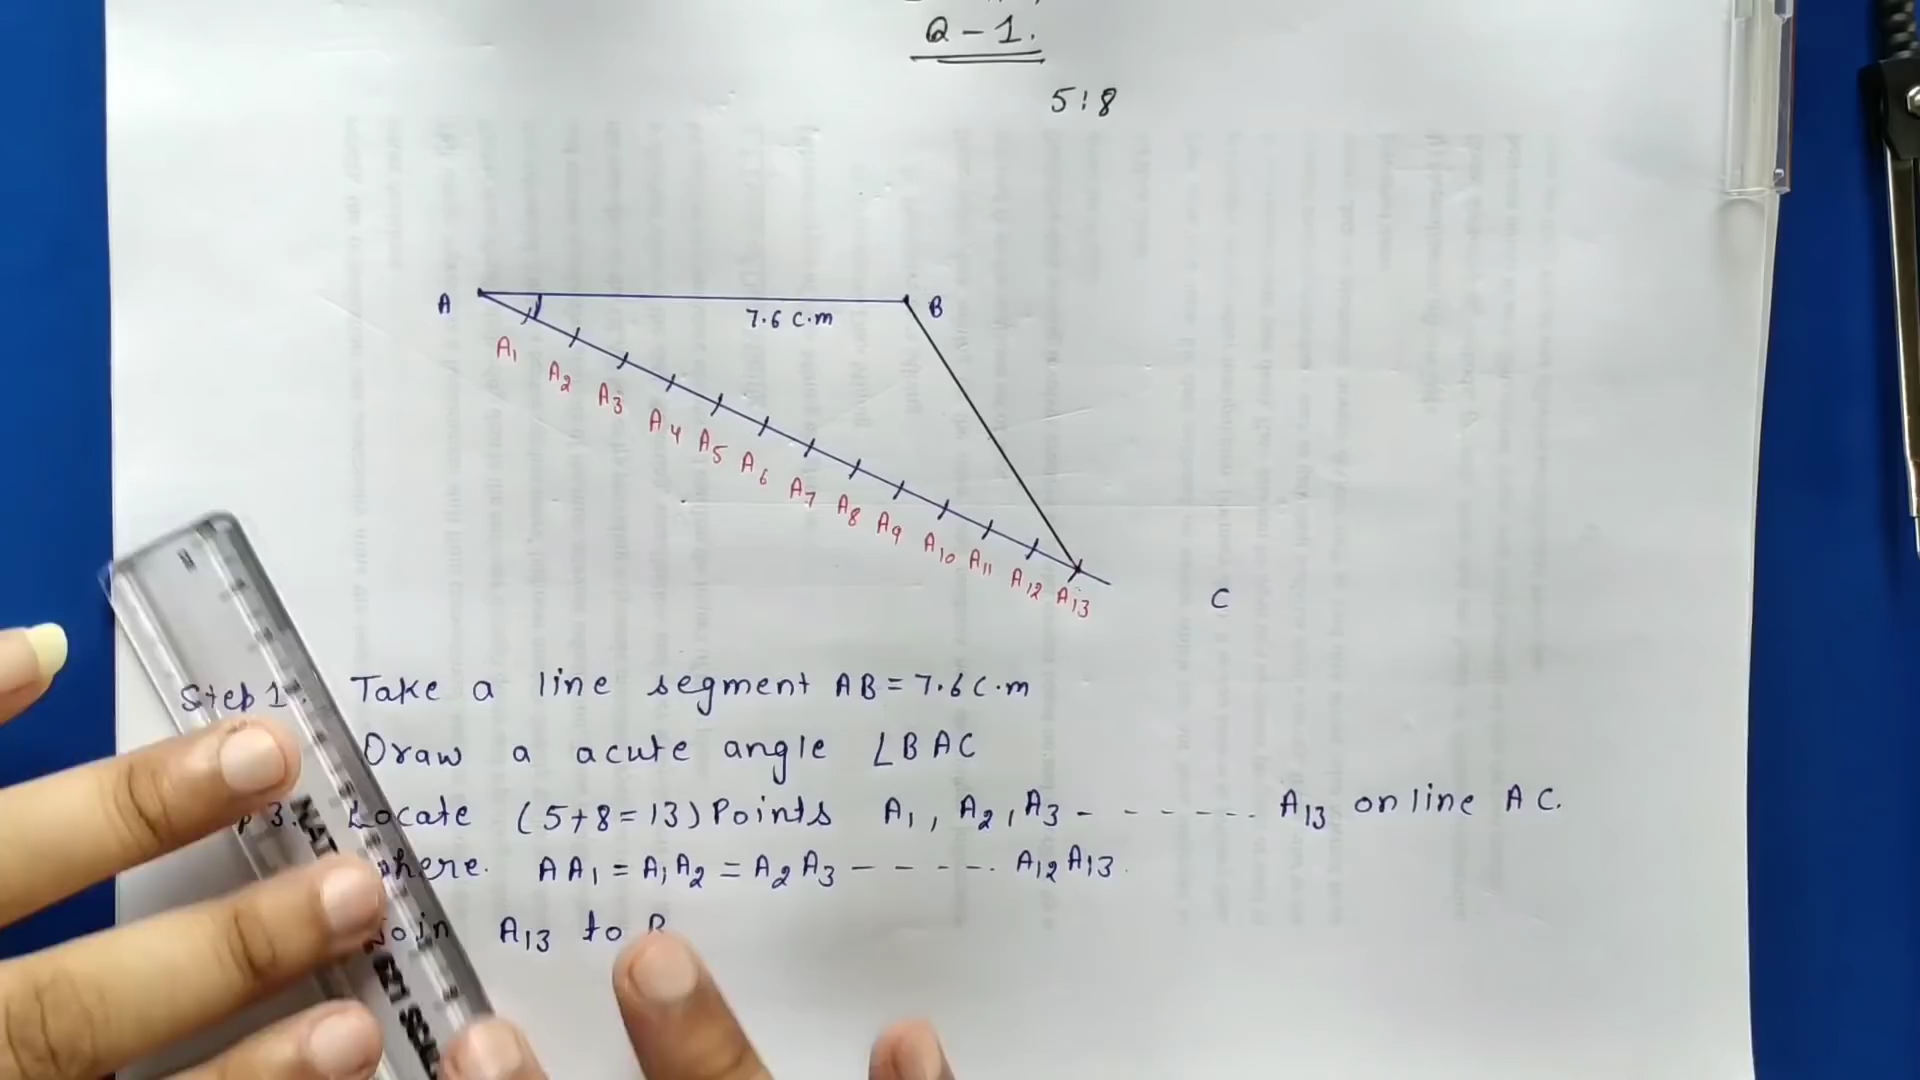 Q-1.
5:8
A
B
7.6 c.m
A1
A2
A3
A4
A5
A6
A7
A8
A9
A10
A11
A12
A13
C
Step 1. Take a line segment AB = 7.6 c.m
Draw a acute angle ∠BAC
3. Locate (5+8=13) Points A1, A2, A3 - - - - - - - A13 on line AC.
AA1 = A1A2 = A2A3 - - - - -. A12A13.
Join A13 to B